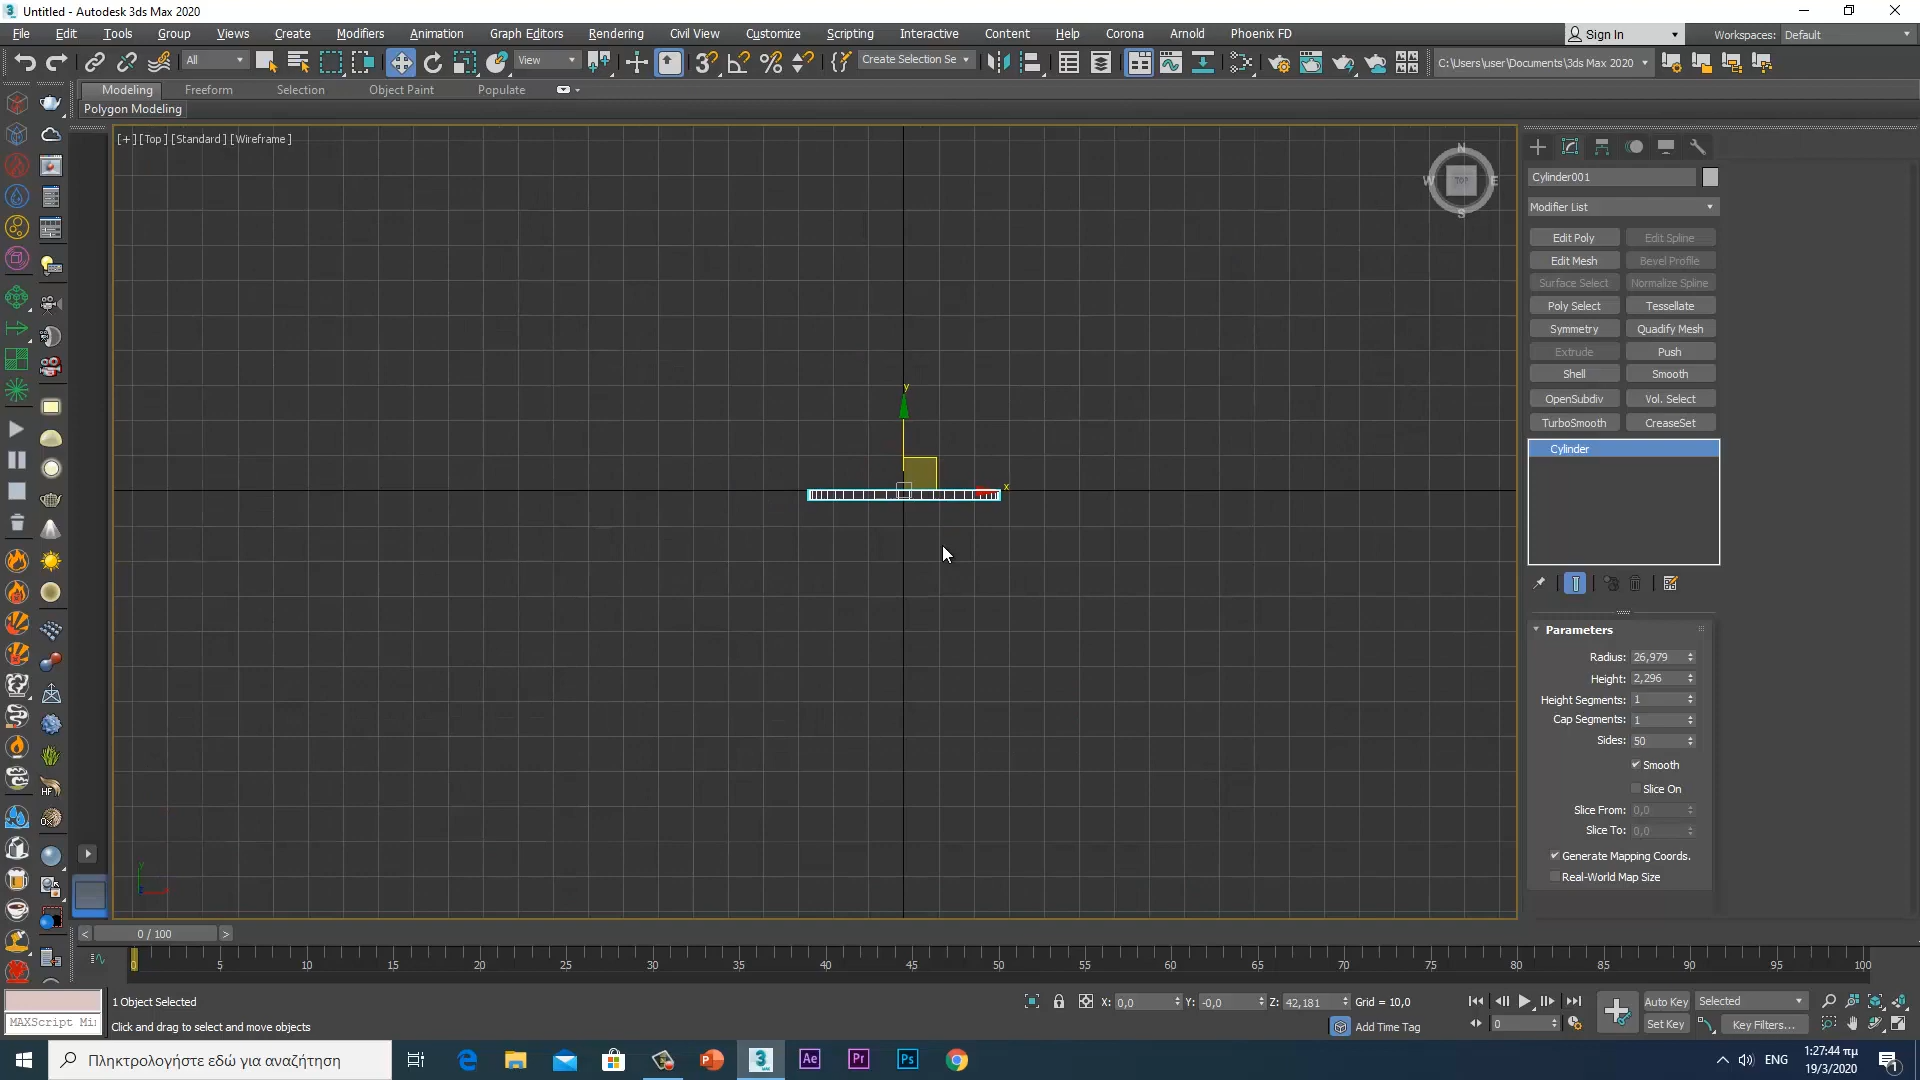 Untitled - Autodesk 3ds Max 2020
File Edit Tools Group Views Create Modifiers Animation Graph Editors Rendering Civil View Customize Scripting Interactive Content Help Corona Arnold Phoenix FD Sign In Workspaces: Default
All View Create Selection Se C:\Users\user\Documents\3ds Max 2020
Modeling Freeform Selection Object Paint Populate
Polygon Modeling
[+] [Top] [Standard] [Wireframe]
N
W TOP E
S
Cylinder001
Modifier List
Edit Poly Edit Spline
Edit Mesh Bevel Profile
Surface Select Normalize Spline
Poly Select Tessellate
Symmetry Quadify Mesh
Extrude Push
Shell Smooth
OpenSubdiv Vol. Select
TurboSmooth CreaseSet
Cylinder
y
x
Parameters
Radius: 26,979
Height: 2,296
Height Segments: 1
Cap Segments: 1
Sides: 50
Smooth
Slice On
Slice From: 0,0
Slice To: 0,0
Generate Mapping Coords.
Real-World Map Size
HF
< 0 / 100 >
0 5 10 15 20 25 30 35 40 45 50 55 60 65 70 75 80 85 90 95 100
1 Object Selected X: 0,0 Y: -0,0 Z: 42,181 Grid = 10,0 Auto Key Selected
MAXScript Mi Click and drag to select and move objects Add Time Tag 0 Set Key Key Filters...
Πληκτρολογήστε εδώ για αναζήτηση Ae Pr Ps ENG 1:27:44 πμ
19/3/2020
1